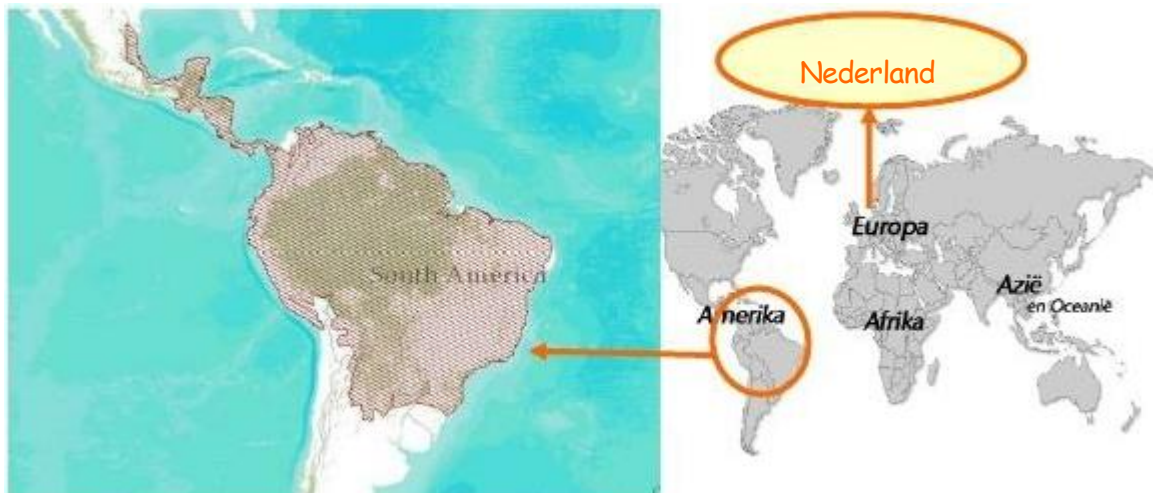 Nederland
South America
Europa
Amerika
Afrika
Azië
en Oceanië